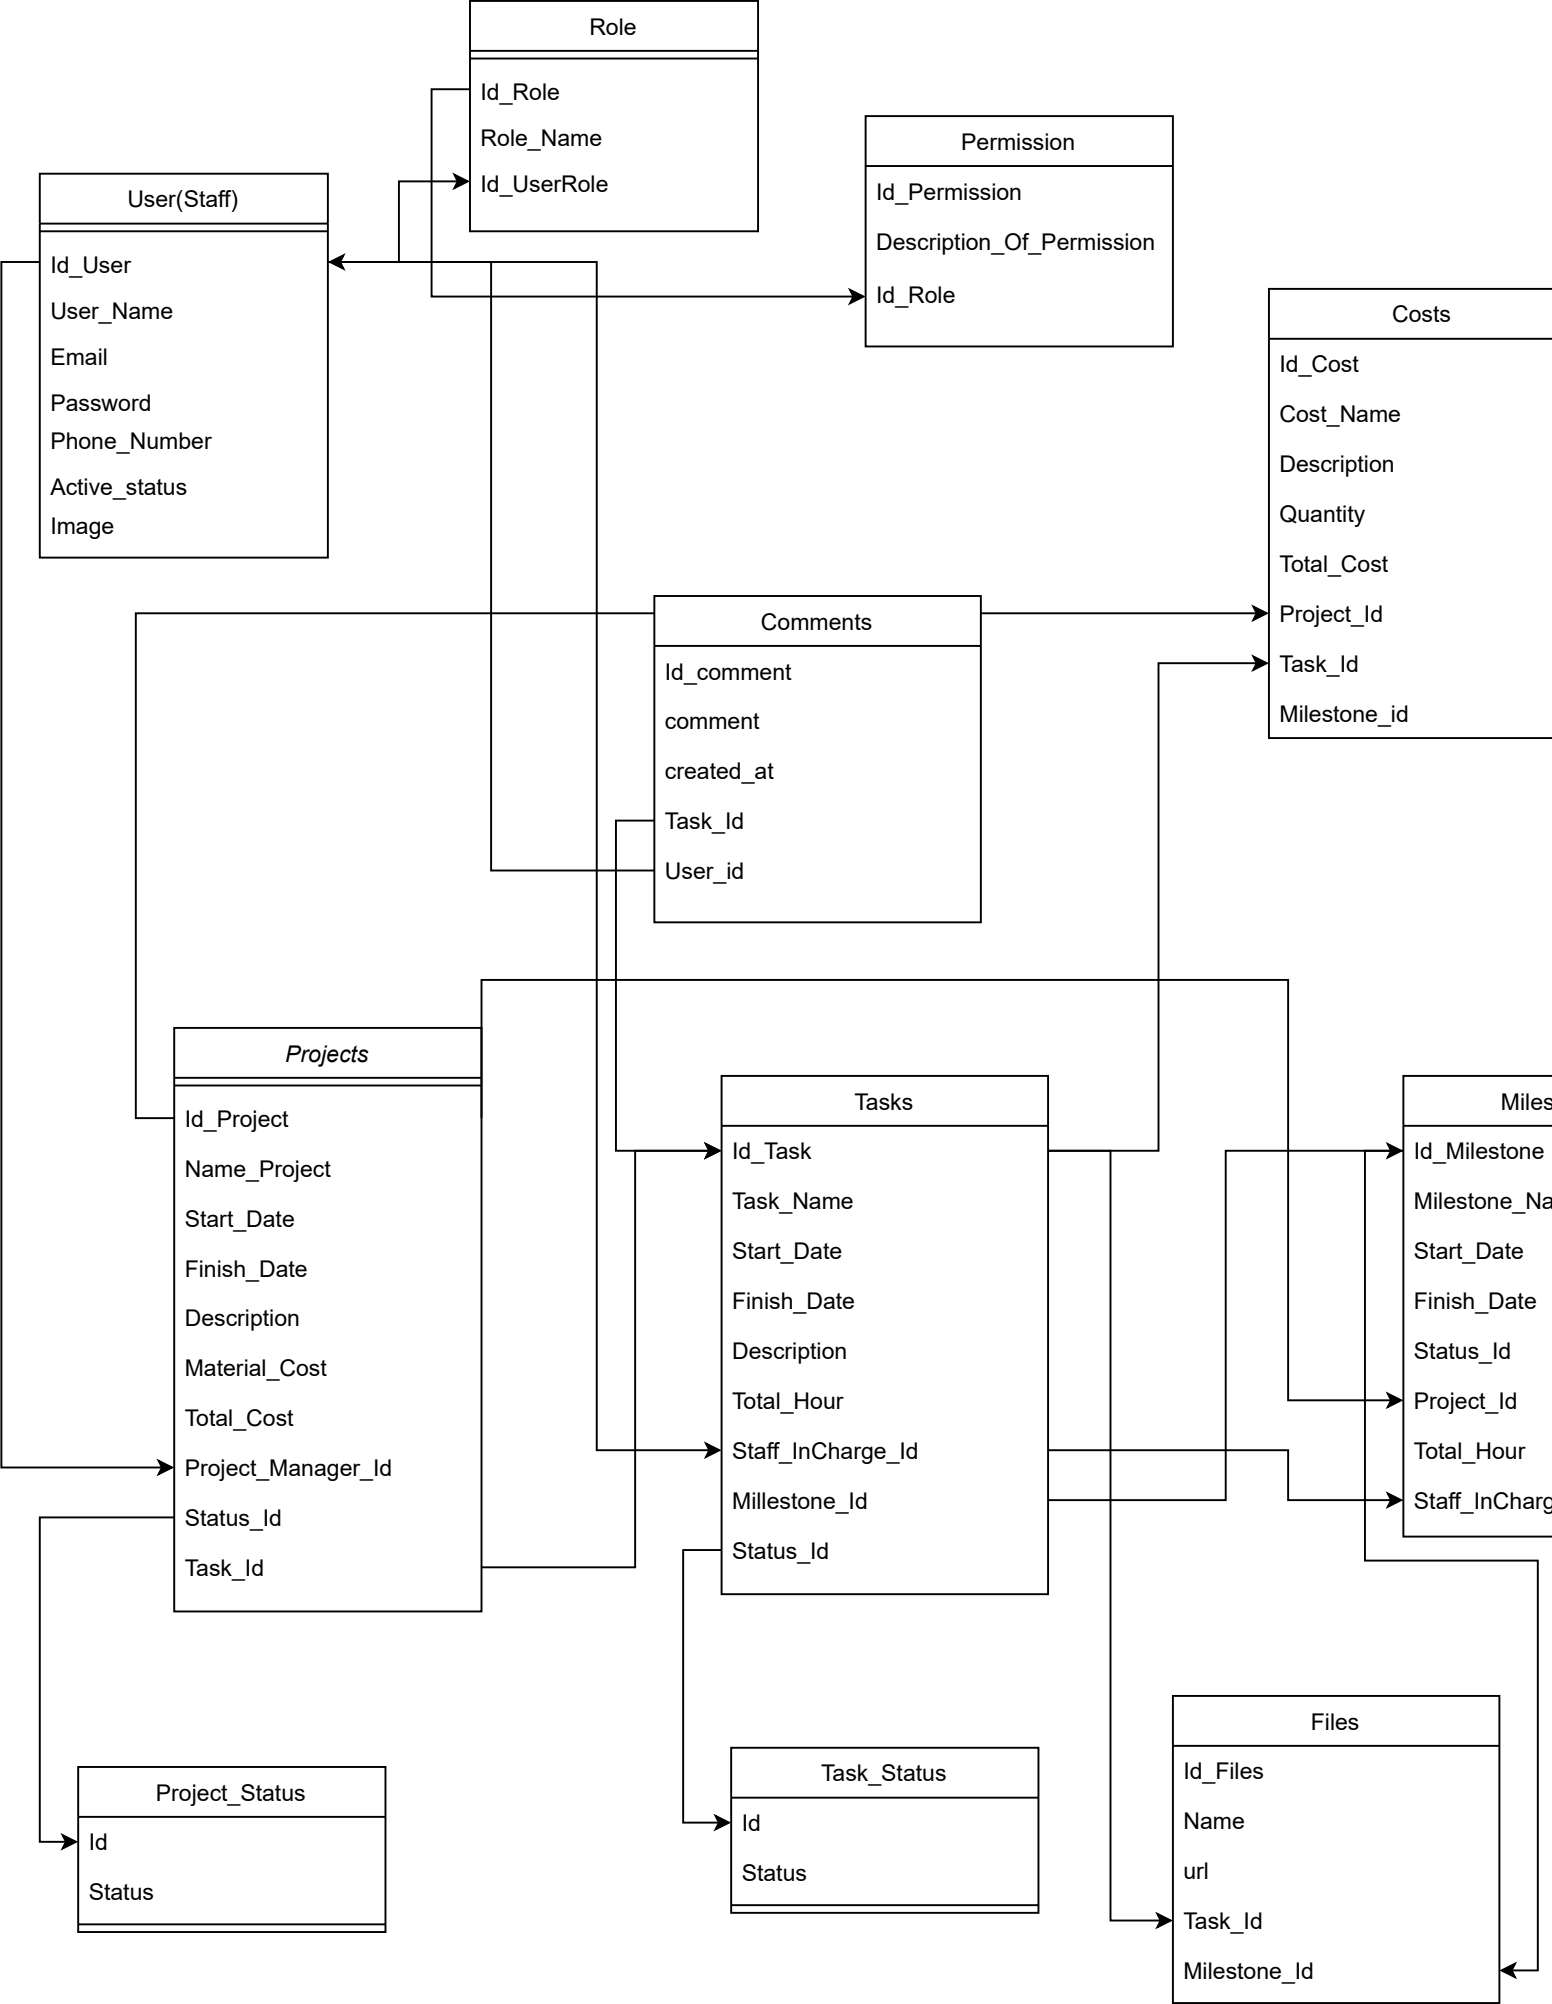 Role
Id_Role
Role_Name
Id_UserRole
Permission
Id_Permission
Description_Of_Permission
Id_Role
User(Staff)
Id_User
User_Name
Email
Password
Phone_Number
Active_status
Image
Costs
Id_Cost
Cost_Name
Description
Quantity
Total_Cost
Project_Id
Task_Id
Milestone_id
Comments
Id_comment
comment
created_at
Task_Id
User_id
Projects
Id_Project
Name_Project
Start_Date
Finish_Date
Description
Material_Cost
Total_Cost
Project_Manager_Id
Status_Id
Task_Id
Tasks
Id_Task
Task_Name
Start_Date
Finish_Date
Description
Total_Hour
Staff_InCharge_Id
Millestone_Id
Status_Id
Miles
Id_Milestone
Milestone_Na
Start_Date
Finish_Date
Status_Id
Project_Id
Total_Hour
Staff_InCharg
Project_Status
Id
Status
Task_Status
Id
Status
Files
Id_Files
Name
url
Task_Id
Milestone_Id